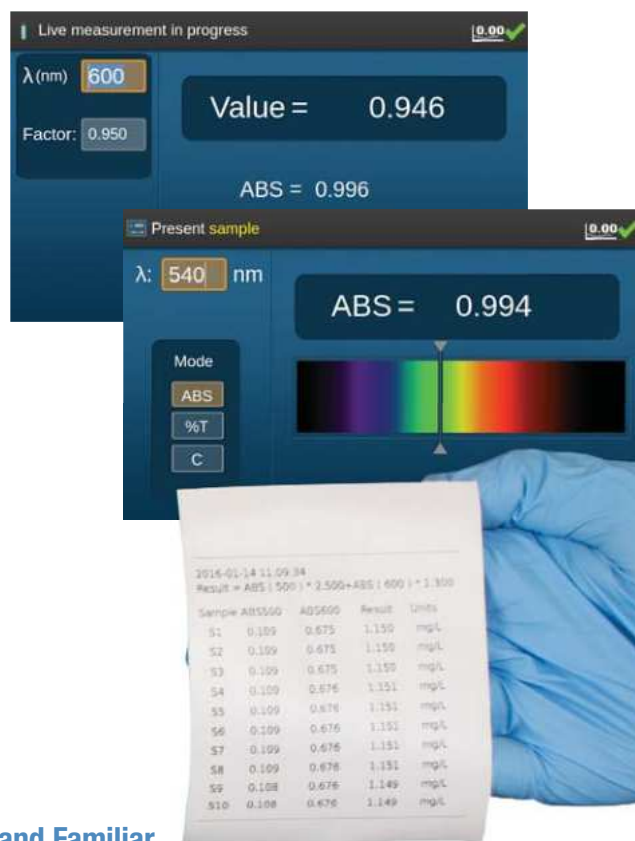 Live measurement in progress
0.00
λ(nm) 600
Value = 0.946
Factor: 0.950
ABS = 0.996
Present sample
0.00
λ: 540 nm
ABS = 0.994
Mode
ABS
%T
C
2016-01-14 11:09:34
Result = ABS ( 500 ) * 2.500+ABS ( 600 ) * 1.300
Sample ABS500 ABS600 Result Units
S1 0.109 0.675 1.150 mg/L
S2 0.109 0.675 1.150 mg/L
S3 0.109 0.675 1.150 mg/L
S4 0.109 0.676 1.151 mg/L
S5 0.109 0.676 1.151 mg/L
S6 0.109 0.676 1.151 mg/L
S7 0.109 0.676 1.151 mg/L
S8 0.109 0.676 1.151 mg/L
S9 0.108 0.676 1.149 mg/L
S10 0.108 0.676 1.149 mg/L
and Familiar